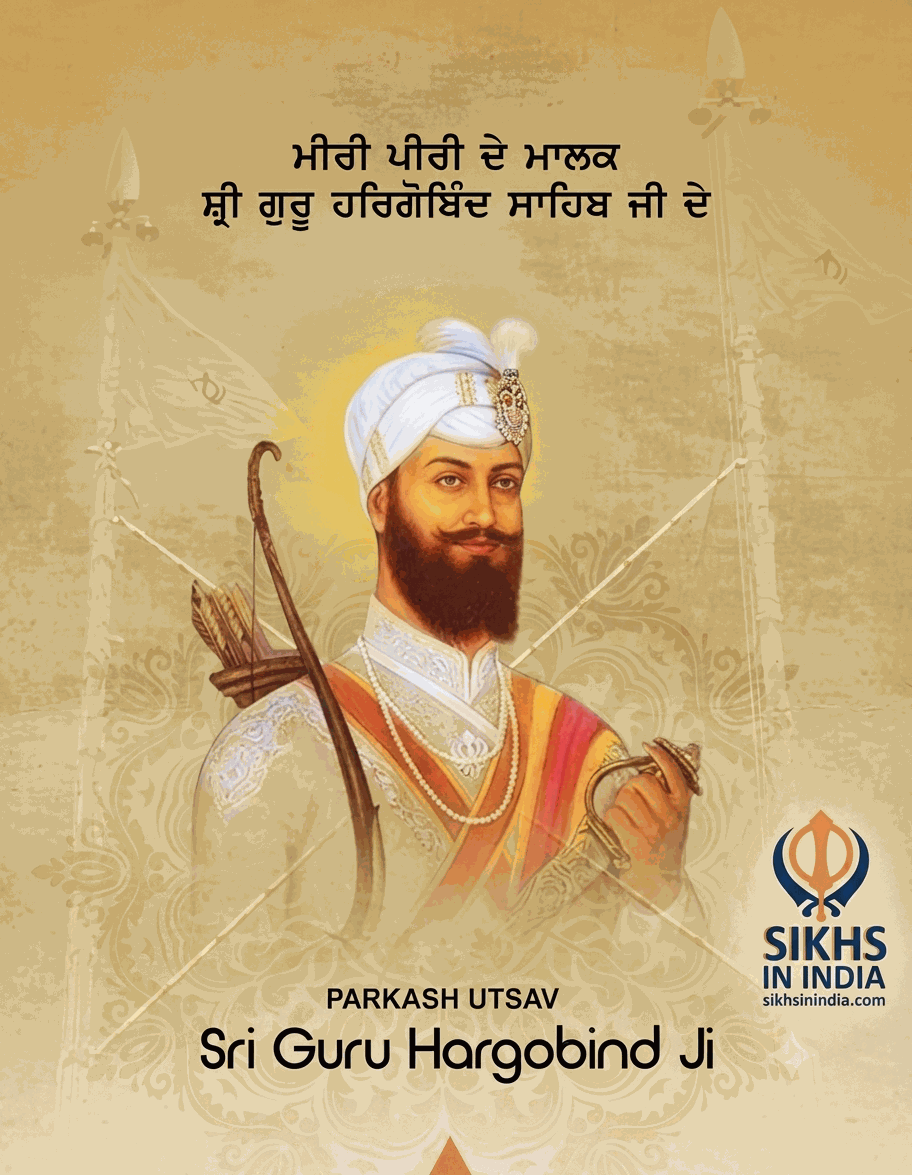 ਮੀਰੀ ਪੀਰੀ ਦੇ ਮਾਲਕ
ਸ਼੍ਰੀ ਗੁਰੂ ਹਰਿਗੋਬਿੰਦ ਸਾਹਿਬ ਜੀ ਦੇ
SIKHS
IN INDIA
sikhsinindia.com
PARKASH UTSAV
Sri Guru Hargobind Ji